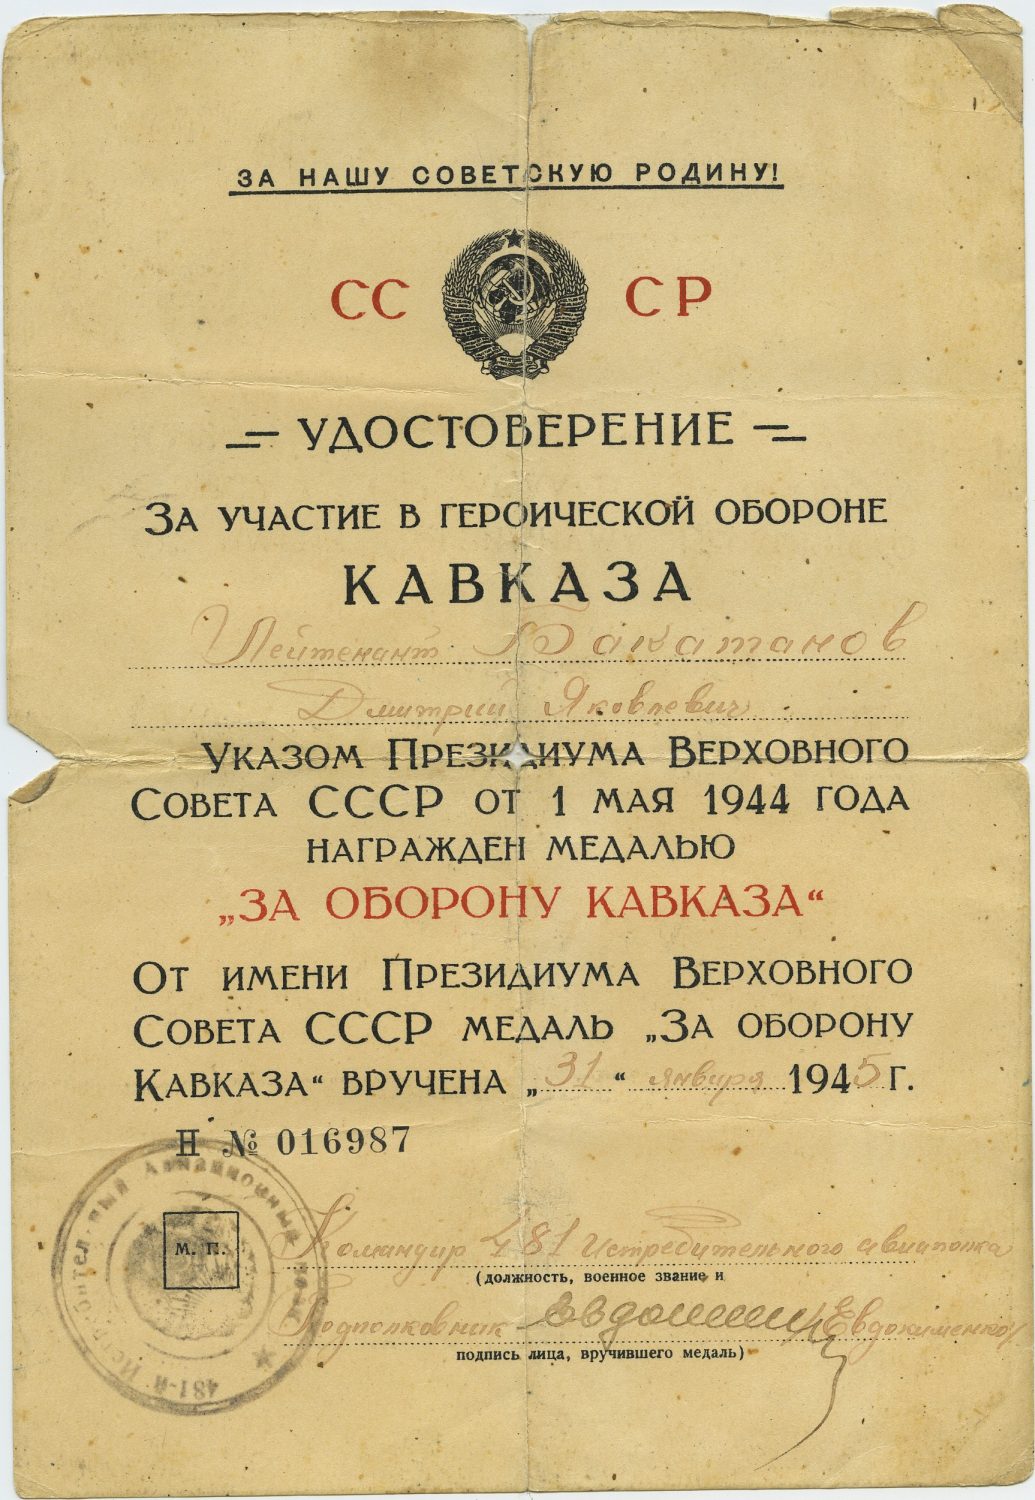 ЗА НАШУ СОВЕТСКУЮ РОДИНУ!
СС СР
УДОСТОВЕРЕНИЕ
ЗА УЧАСТИЕ В ГЕРОИЧЕСКОЙ ОБОРОНЕ
КАВКАЗА
Лейтенант Бакатанов
Дмитрий Яковлевич
УКАЗОМ ПРЕЗИДИУМА ВЕРХОВНОГО
СОВЕТА СССР ОТ 1 МАЯ 1944 ГОДА
НАГРАЖДЕН МЕДАЛЬЮ
„ЗА ОБОРОНУ КАВКАЗА“
ОТ ИМЕНИ ПРЕЗИДИУМА ВЕРХОВНОГО
СОВЕТА СССР МЕДАЛЬ „ЗА ОБОРОНУ
КАВКАЗА“ ВРУЧЕНА „31“ января 1945 Г.
Н № 016987
М. П.
Командир 481 истребительного авиаполка
(должность, военное звание и
Подполковник Евдокименко
подпись лица, вручившего медаль)
481-й Авиационный